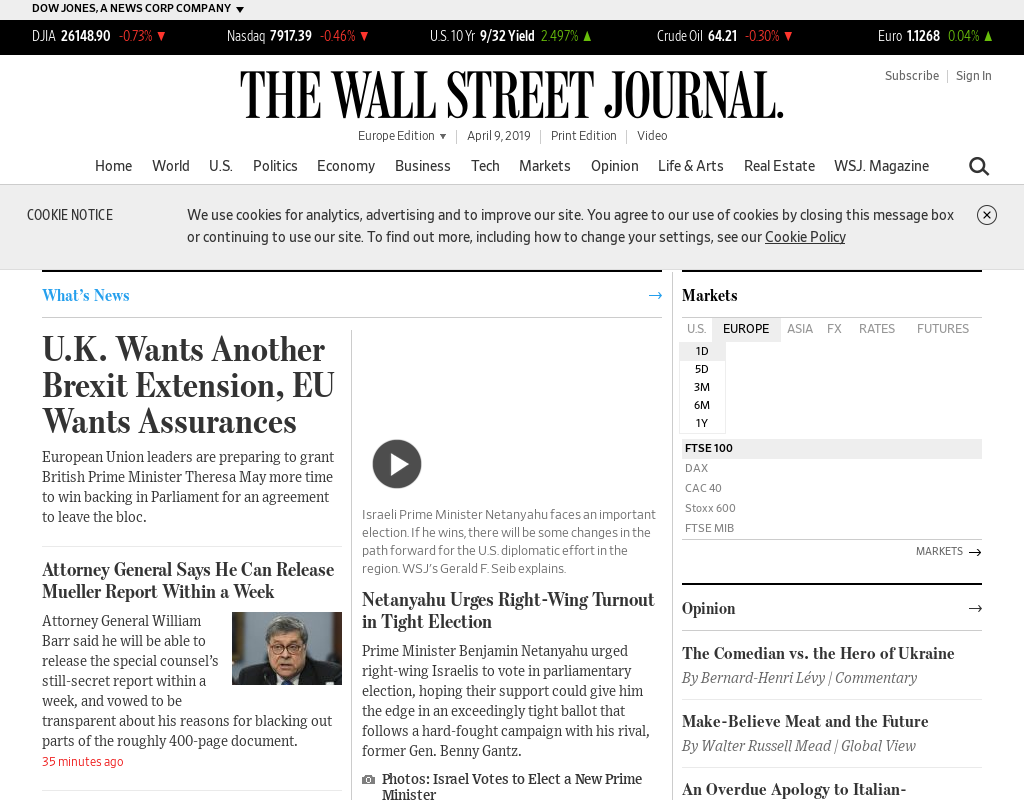 DOW JONES, A NEWS CORP COMPANY
DJIA 26148.90 -0.73%
Nasdaq 7917.39 -0.46%
U.S. 10 Yr 9/32 Yield 2.497%
Crude Oil 64.21 -0.30%
Euro 1.1268 0.04%
Subscribe
Sign In
THE WALL STREET JOURNAL.
Europe Edition
April 9, 2019
Print Edition
Video
Home World U.S. Politics Economy Business Tech Markets Opinion Life & Arts Real Estate WSJ. Magazine
COOKIE NOTICE
We use cookies for analytics, advertising and to improve our site. You agree to our use of cookies by closing this message box
or continuing to use our site. To find out more, including how to change your settings, see our Cookie Policy
What's News
U.K. Wants Another
Brexit Extension, EU
Wants Assurances
European Union leaders are preparing to grant
British Prime Minister Theresa May more time
to win backing in Parliament for an agreement
to leave the bloc.
Attorney General Says He Can Release
Mueller Report Within a Week
Attorney General William
Barr said he will be able to
release the special counsel's
still-secret report within a
week, and vowed to be
transparent about his reasons for blacking out
parts of the roughly 400-page document.
35 minutes ago
Israeli Prime Minister Netanyahu faces an important
election. If he wins, there will be some changes in the
path forward for the U.S. diplomatic effort in the
region. WSJ's Gerald F. Seib explains.
Netanyahu Urges Right-Wing Turnout
in Tight Election
Prime Minister Benjamin Netanyahu urged
right-wing Israelis to vote in parliamentary
election, hoping their support could give him
the edge in an exceedingly tight ballot that
follows a hard-fought campaign with his rival,
former Gen. Benny Gantz.
Photos: Israel Votes to Elect a New Prime
Minister
Markets
U.S. EUROPE ASIA FX RATES FUTURES
1D
5D
3M
6M
1Y
FTSE 100
DAX
CAC 40
Stoxx 600
FTSE MIB
MARKETS
Opinion
The Comedian vs. the Hero of Ukraine
By Bernard-Henri Lévy | Commentary
Make-Believe Meat and the Future
By Walter Russell Mead | Global View
An Overdue Apology to Italian-